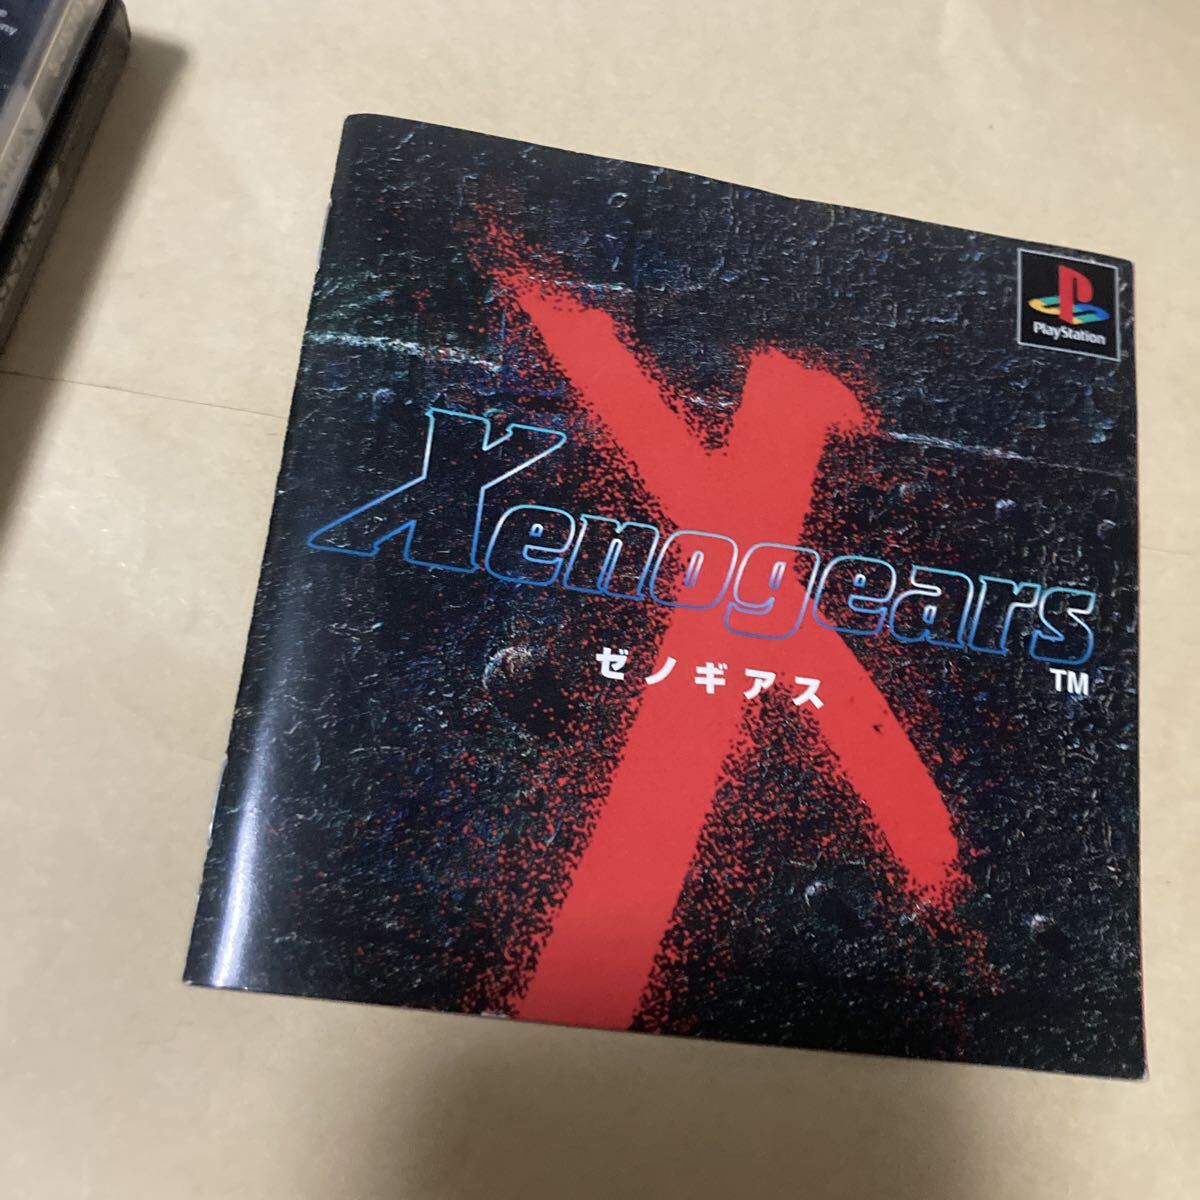 PlayStation
Xenogears
ゼノギアス
TM